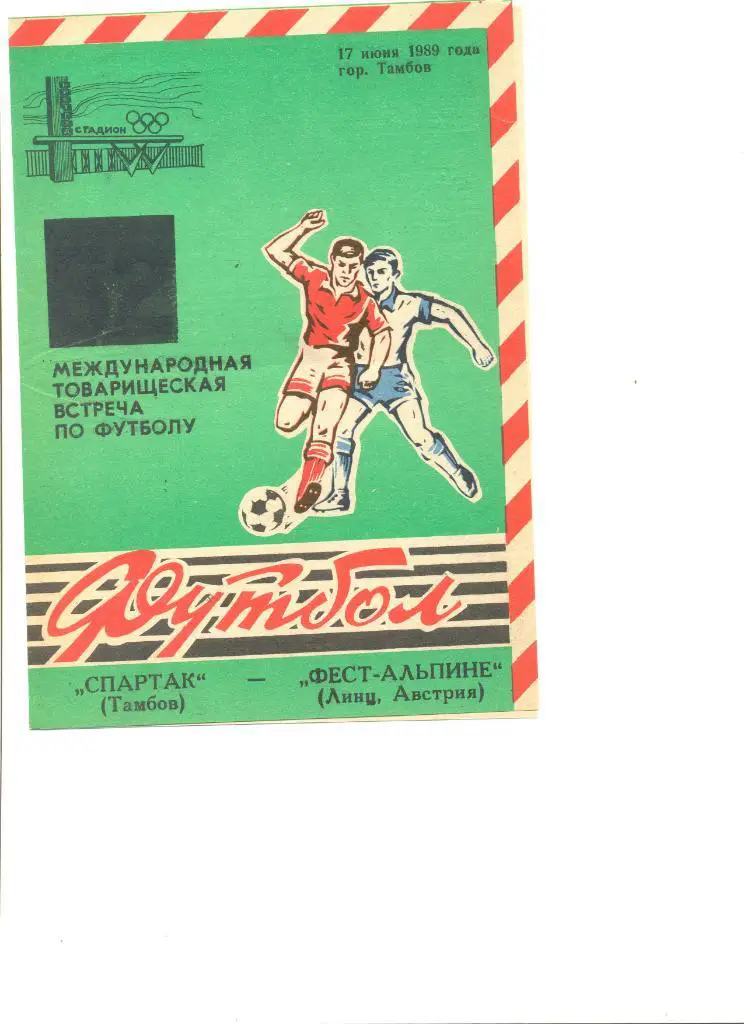 17 июня 1989 года
гор. Тамбов
СТАДИОН
МЕЖДУНАРОДНАЯ
ТОВАРИЩЕСКАЯ
ВСТРЕЧА
ПО ФУТБОЛУ
Футбол
„СПАРТАК“ — „ФЕСТ-АЛЬПИНЕ“
(Тамбов) (Линц, Австрия)